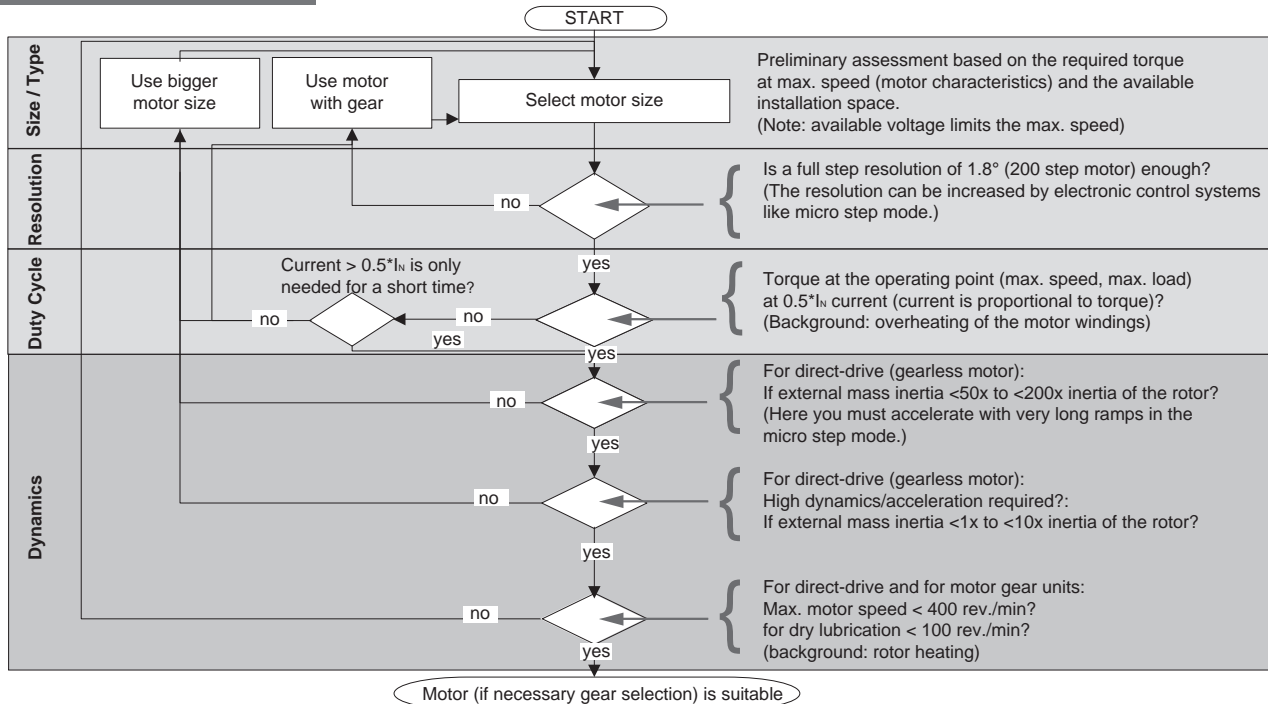 START
Size / Type
Use bigger
motor size
Use motor
with gear
Select motor size
Preliminary assessment based on the required torque
at max. speed (motor characteristics) and the available
installation space.
(Note: available voltage limits the max. speed)
Resolution
no
Is a full step resolution of 1.8° (200 step motor) enough?
(The resolution can be increased by electronic control systems
like micro step mode.)
yes
Duty Cycle
Current > 0.5*IN is only
needed for a short time?
no
no
yes
Torque at the operating point (max. speed, max. load)
at 0.5*IN current (current is proportional to torque)?
(Background: overheating of the motor windings)
yes
Dynamics
no
For direct-drive (gearless motor):
If external mass inertia <50x to <200x inertia of the rotor?
(Here you must accelerate with very long ramps in the
micro step mode.)
yes
no
For direct-drive (gearless motor):
High dynamics/acceleration required?:
If external mass inertia <1x to <10x inertia of the rotor?
yes
no
For direct-drive and for motor gear units:
Max. motor speed < 400 rev./min?
for dry lubrication < 100 rev./min?
(background: rotor heating)
yes
Motor (if necessary gear selection) is suitable